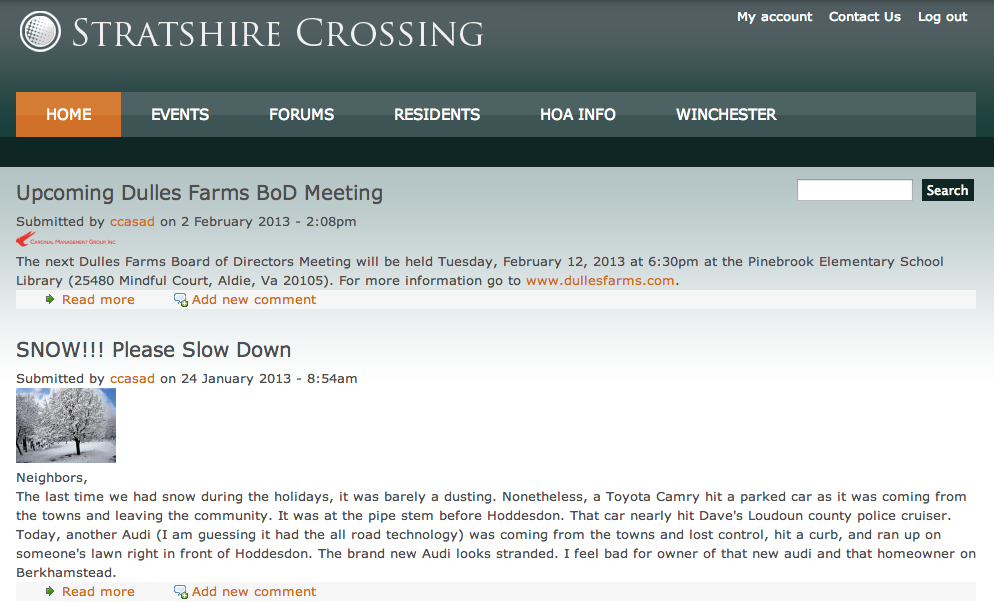 STRATSHIRE CROSSING
My account Contact Us Log out
HOME EVENTS FORUMS RESIDENTS HOA INFO WINCHESTER
Upcoming Dulles Farms BoD Meeting
Search
Submitted by ccasad on 2 February 2013 - 2:08pm
CARDINAL MANAGEMENT GROUP INC
The next Dulles Farms Board of Directors Meeting will be held Tuesday, February 12, 2013 at 6:30pm at the Pinebrook Elementary School
Library (25480 Mindful Court, Aldie, Va 20105). For more information go to www.dullesfarms.com.
Read more Add new comment
SNOW!!! Please Slow Down
Submitted by ccasad on 24 January 2013 - 8:54am
Neighbors,
The last time we had snow during the holidays, it was barely a dusting. Nonetheless, a Toyota Camry hit a parked car as it was coming from
the towns and leaving the community. It was at the pipe stem before Hoddesdon. That car nearly hit Dave's Loudoun county police cruiser.
Today, another Audi (I am guessing it had the all road technology) was coming from the towns and lost control, hit a curb, and ran up on
someone's lawn right in front of Hoddesdon. The brand new Audi looks stranded. I feel bad for owner of that new audi and that homeowner on
Berkhamstead.
Read more Add new comment